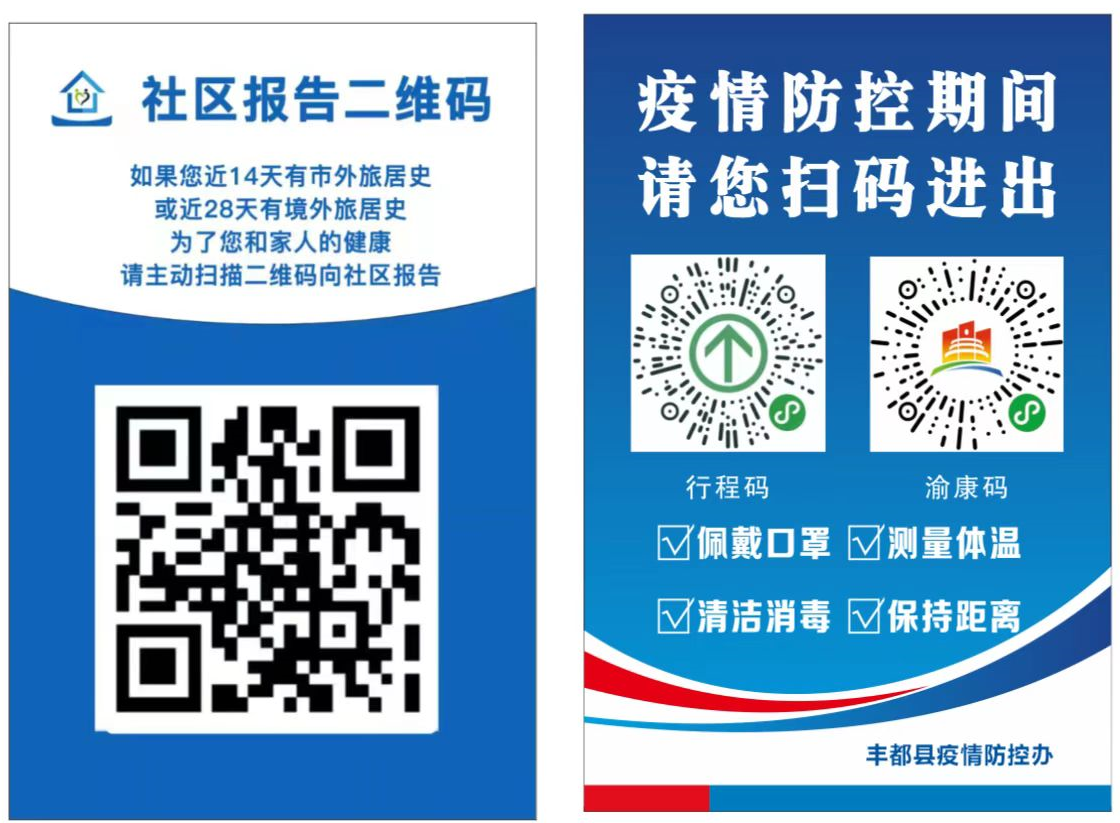 社区报告二维码
如果您近14天有市外旅居史
或近28天有境外旅居史
为了您和家人的健康
请主动扫描二维码向社区报告
疫情防控期间
请您扫码进出
行程码
渝康码
佩戴口罩
测量体温
清洁消毒
保持距离
丰都县疫情防控办